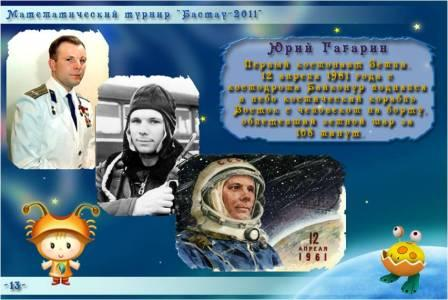 Математический турнир "Бастау-2011"
Юрий Гагарин
Первый космонавт Земли.
12 апреля 1961 года с
космодрома Байконур поднялся
в небо космический корабль
Восток с человеком на борту,
облетевший земной шар за
108 минут
12
АПРЕЛЯ
1961
-13-